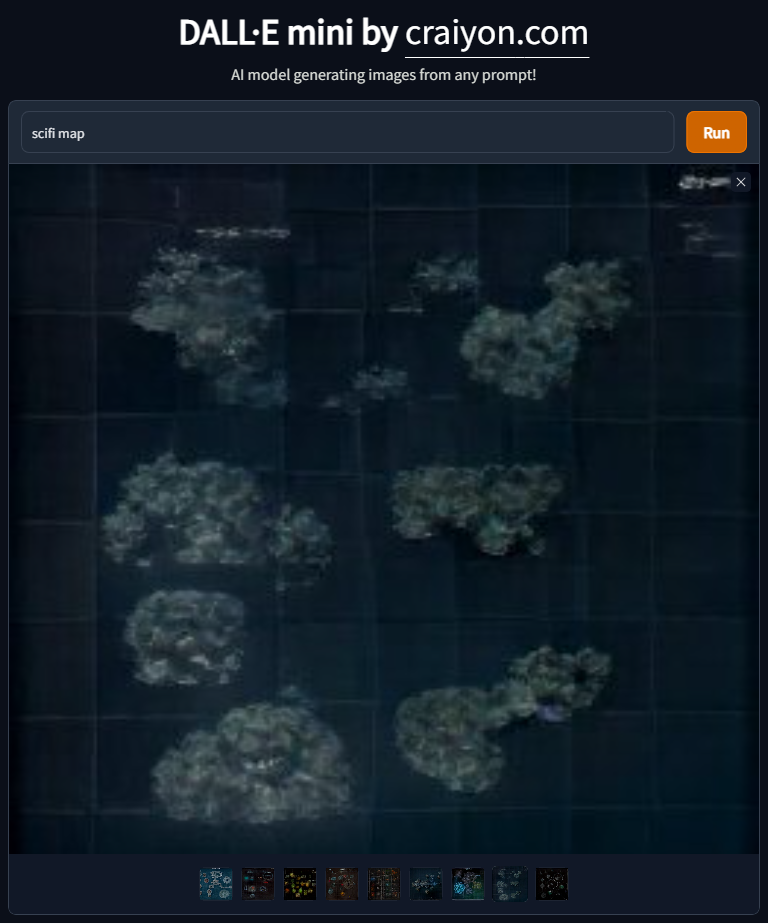 DALL·E mini by craiyon.com
AI model generating images from any prompt!
scifi map
Run